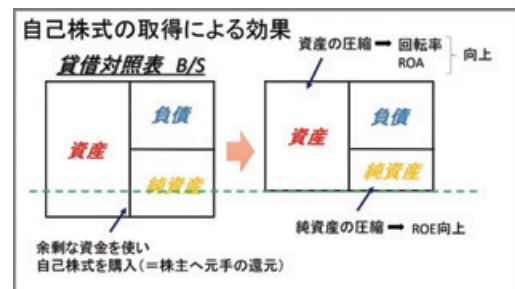 自己株式の取得による効果
資産の圧縮 ➡ 回転率
ROA
向上
貸借対照表 B/S
資産
負債
純資産
資産
負債
純資産
純資産の圧縮 ➡ ROE向上
余剰な資金を使い
自己株式を購入(=株主へ元手の還元)